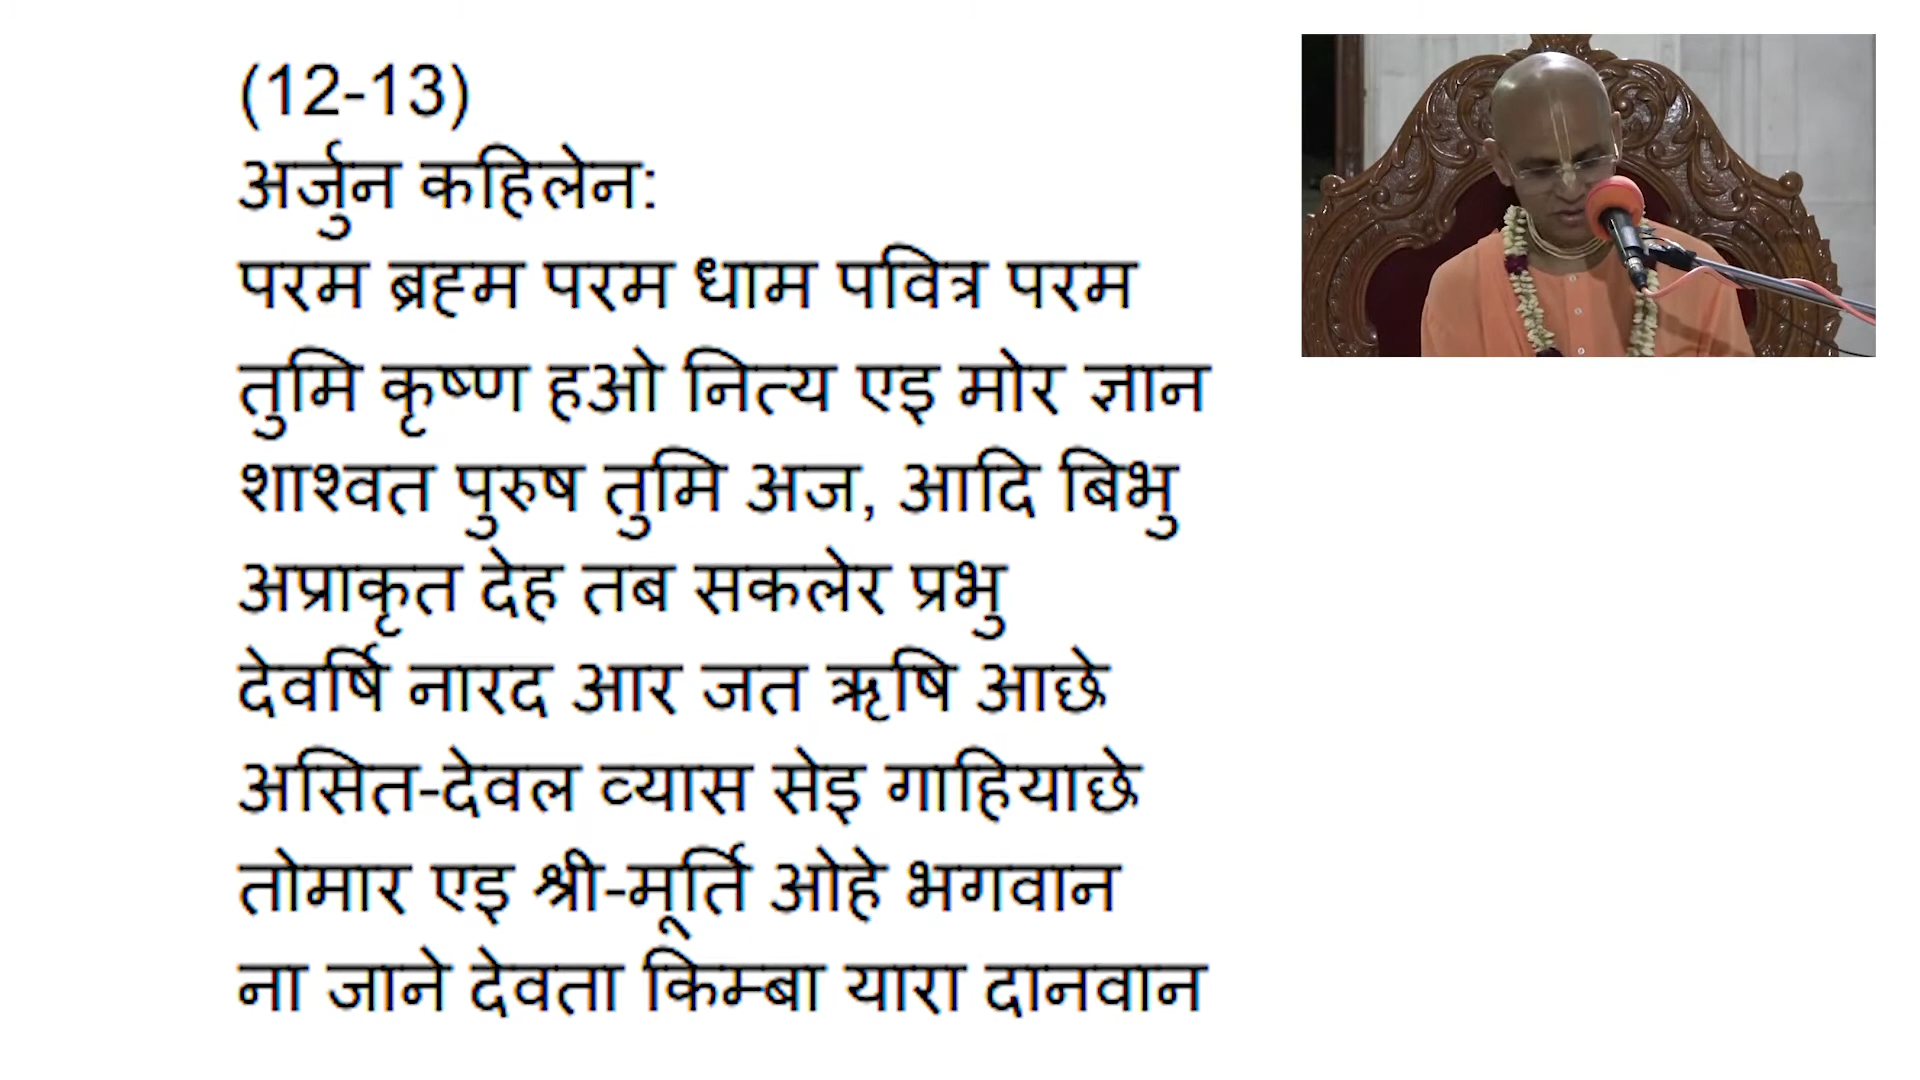 (12-13)
अर्जुन कहिलेन:
परम ब्रह्म परम धाम पवित्र परम
तुमि कृष्ण हओ नित्य एइ मोर ज्ञान
शाश्वत पुरुष तुमि अज, आदि बिभु
अप्राकृत देह तब सकलेर प्रभु
देवर्षि नारद आर जत ऋषि आछे
असित-देवल व्यास सेइ गाहियाछे
तोमार एइ श्री-मूर्ति ओहे भगवान
ना जाने देवता किम्बा यारा दानवान